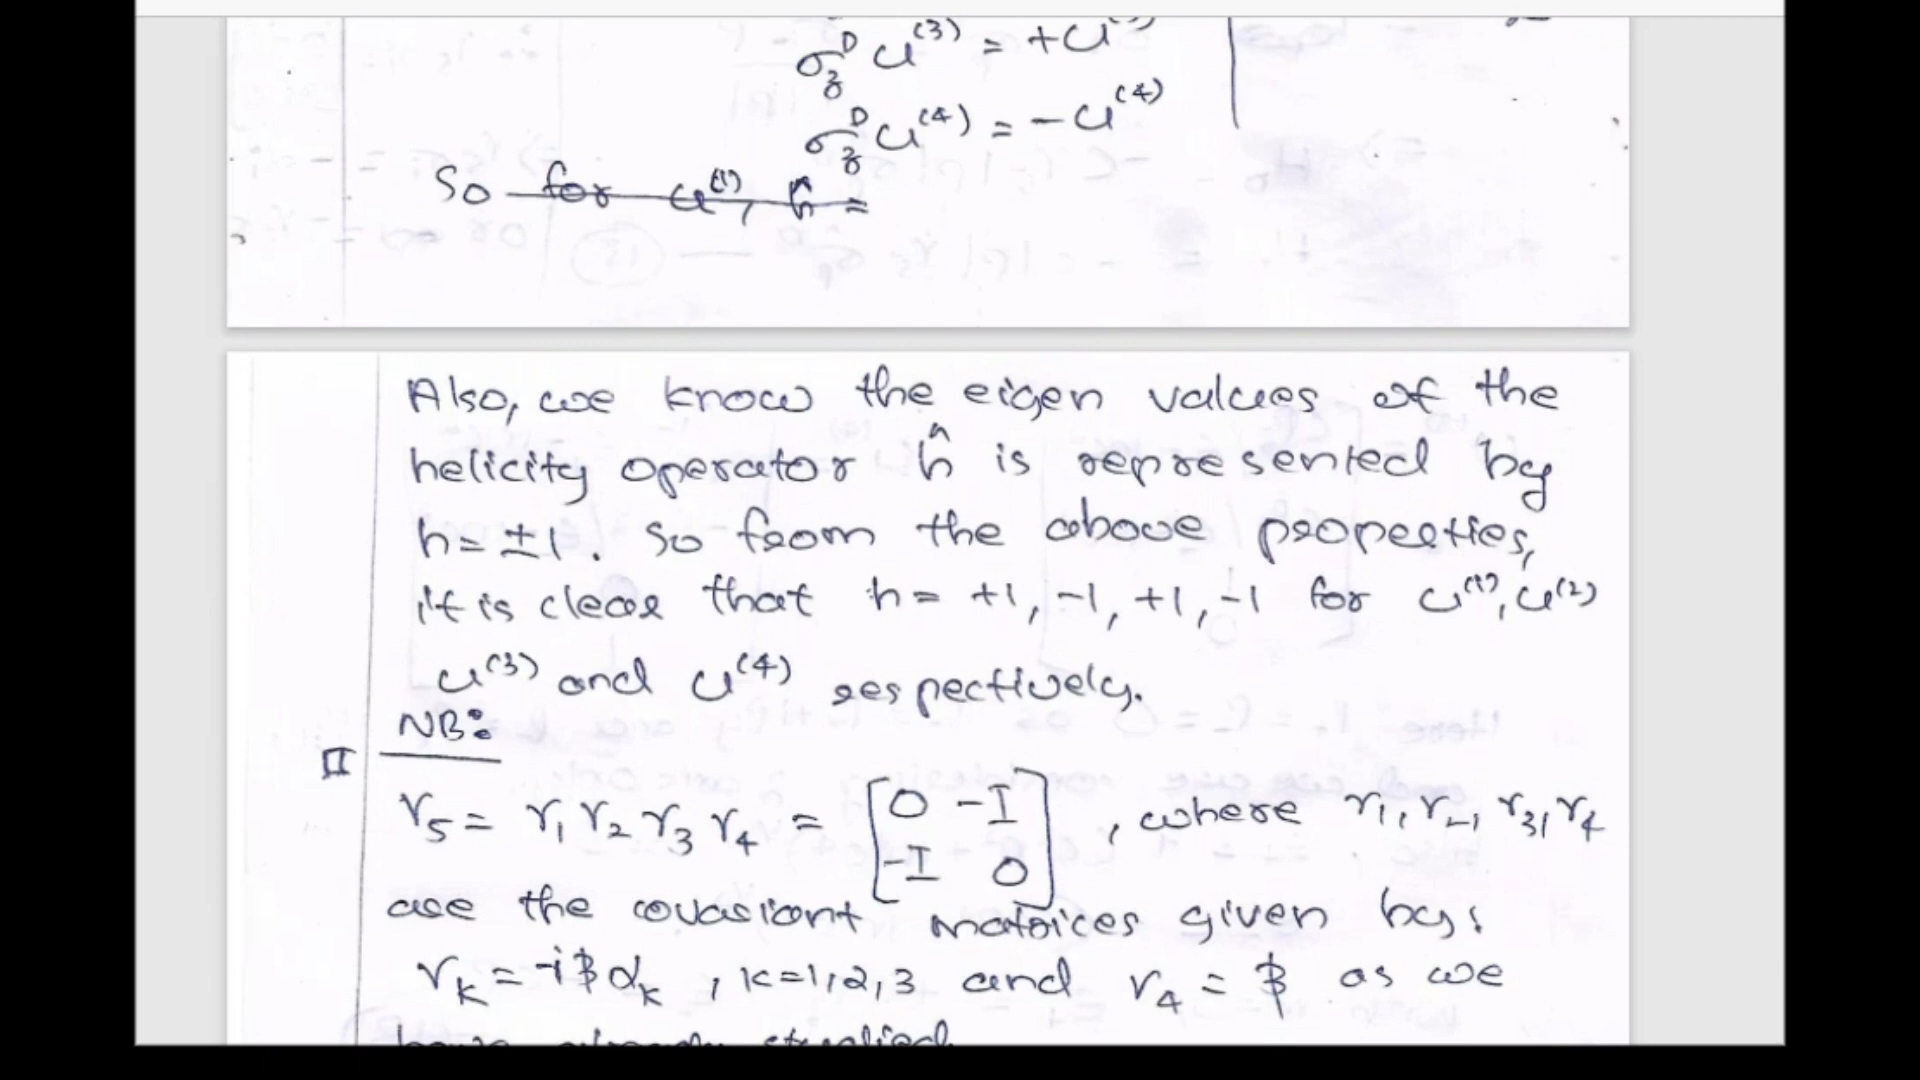 σ_z^D u^(3) = +u^(3)
σ_z^D u^(4) = -u^(4)
So for u^(1), ĥ =
Also, we know the eigen values of the
helicity operator ĥ is represented by
h = ±1. So from the above properties,
it is clear that h = +1, -1, +1, -1 for u^(1), u^(2)
u^(3) and u^(4) respectively.
NB:
II
γ5 = γ1 γ2 γ3 γ4 = [0 -I
-I 0], where γ1, γ2, γ3, γ4
are the covariant matrices given by:
γk = -iβαk, k=1,2,3 and γ4 = β as we
have already studied